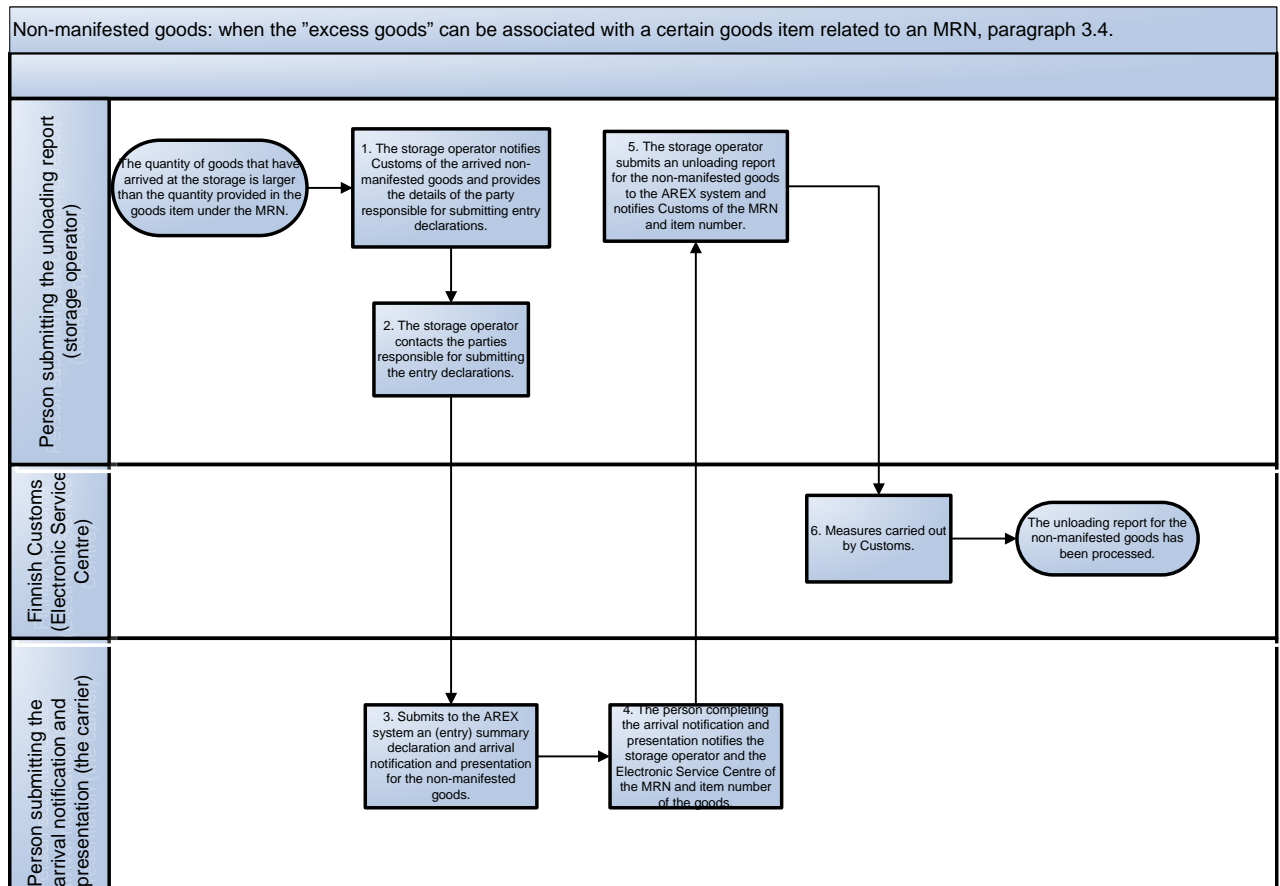 Non-manifested goods: when the ”excess goods” can be associated with a certain goods item related to an MRN, paragraph 3.4.
Person submitting the unloading report
(storage operator)
The quantity of goods that have
arrived at the storage is larger
than the quantity provided in the
goods item under the MRN.
1. The storage operator notifies
Customs of the arrived non-
manifested goods and provides
the details of the party
responsible for submitting entry
declarations.
5. The storage operator
submits an unloading report
for the non-manifested goods
to the AREX system and
notifies Customs of the MRN
and item number.
2. The storage operator
contacts the parties
responsible for submitting
the entry declarations.
Finnish Customs
(Electronic Service
Centre)
6. Measures carried out
by Customs.
The unloading report for the
non-manifested goods has
been processed.
Person submitting the
arrival notification and
presentation (the carrier)
3. Submits to the AREX
system an (entry) summary
declaration and arrival
notification and presentation
for the non-manifested
goods.
4. The person completing
the arrival notification and
presentation notifies the
storage operator and the
Electronic Service Centre of
the MRN and item number
of the goods.